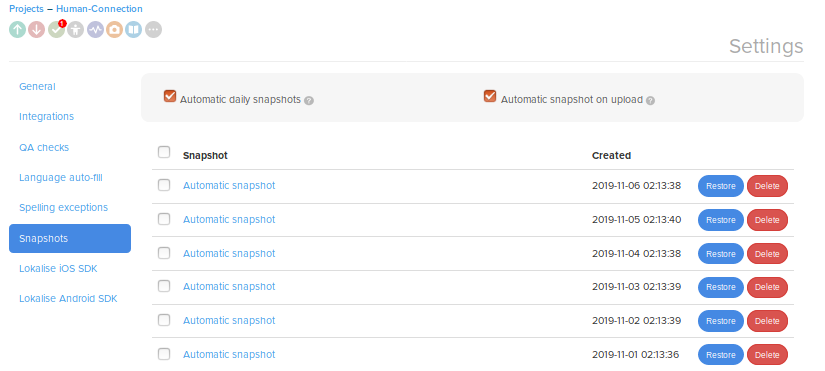 Projects – Human-Connection
1
Settings
General
Integrations
QA checks
Language auto-fill
Spelling exceptions
Snapshots
Lokalise iOS SDK
Lokalise Android SDK
Automatic daily snapshots ? Automatic snapshot on upload ?
Snapshot Created
Automatic snapshot 2019-11-06 02:13:38 Restore Delete
Automatic snapshot 2019-11-05 02:13:40 Restore Delete
Automatic snapshot 2019-11-04 02:13:38 Restore Delete
Automatic snapshot 2019-11-03 02:13:39 Restore Delete
Automatic snapshot 2019-11-02 02:13:39 Restore Delete
Automatic snapshot 2019-11-01 02:13:36 Restore Delete